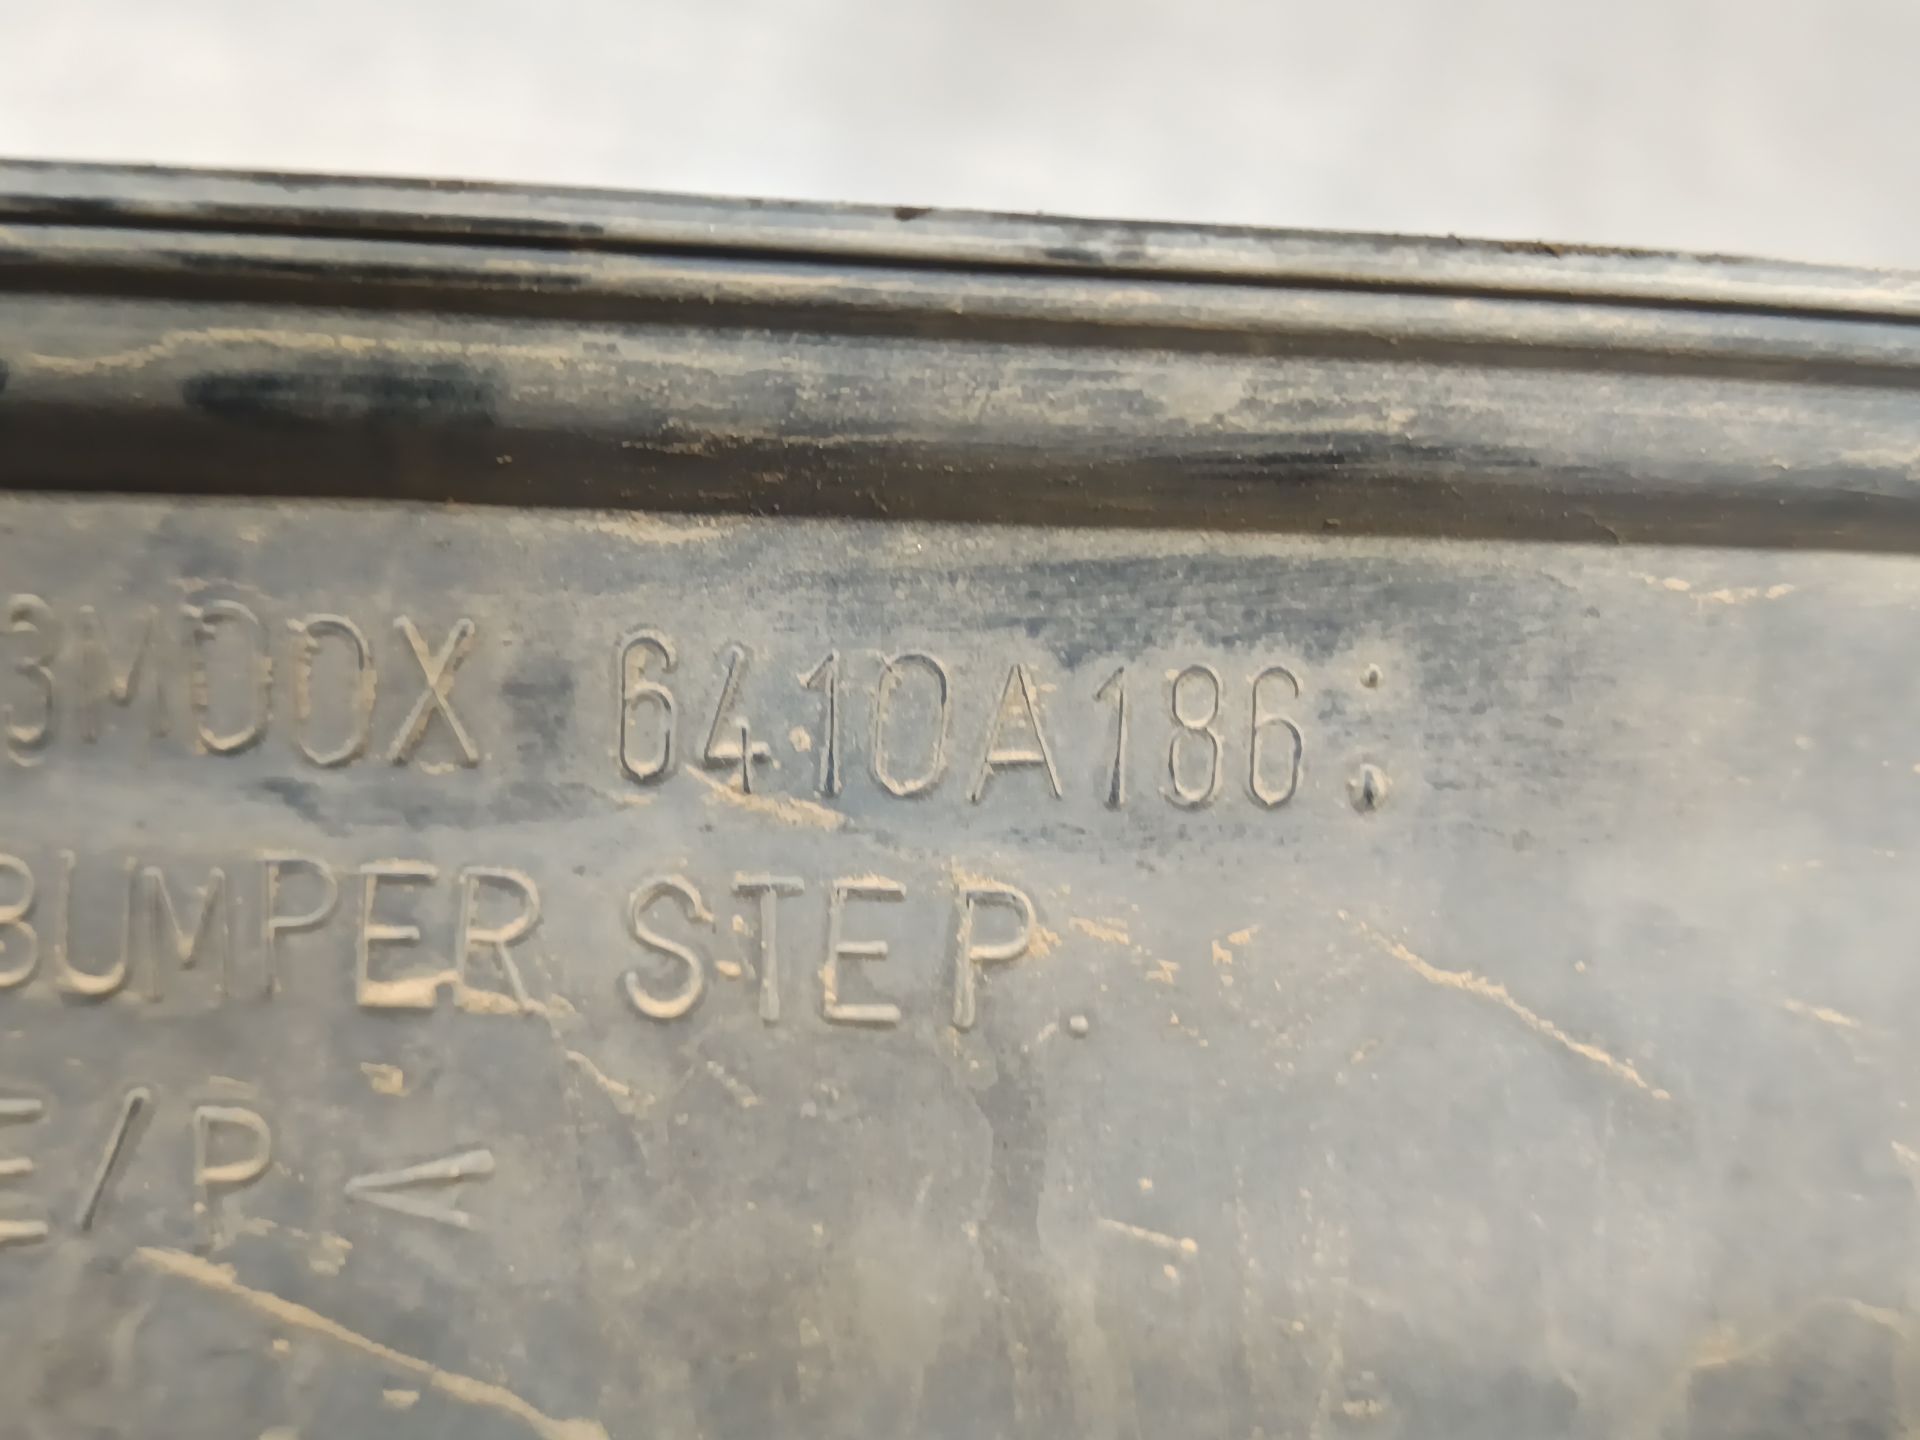 3MD0X 6410A186:
BUMPER STEP.
E/P<